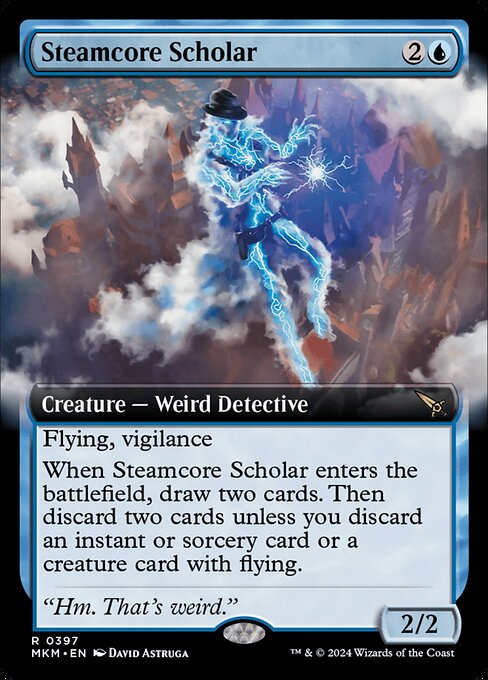 Steamcore Scholar 2
Creature — Weird Detective
Flying, vigilance
When Steamcore Scholar enters the
battlefield, draw two cards. Then
discard two cards unless you discard
an instant or sorcery card or a
creature card with flying.
“Hm. That’s weird.”
2/2
R 0397
MKM • EN David Astruga
™ & © 2024 Wizards of the Coast